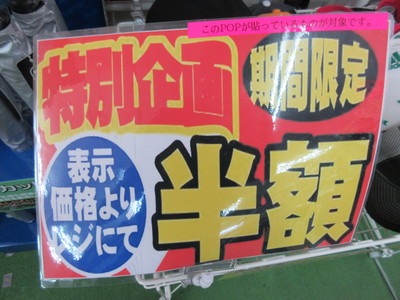 このPOPが貼っているものが対象です。
特別企画
期間限定
表示
価格より
レジにて
半額